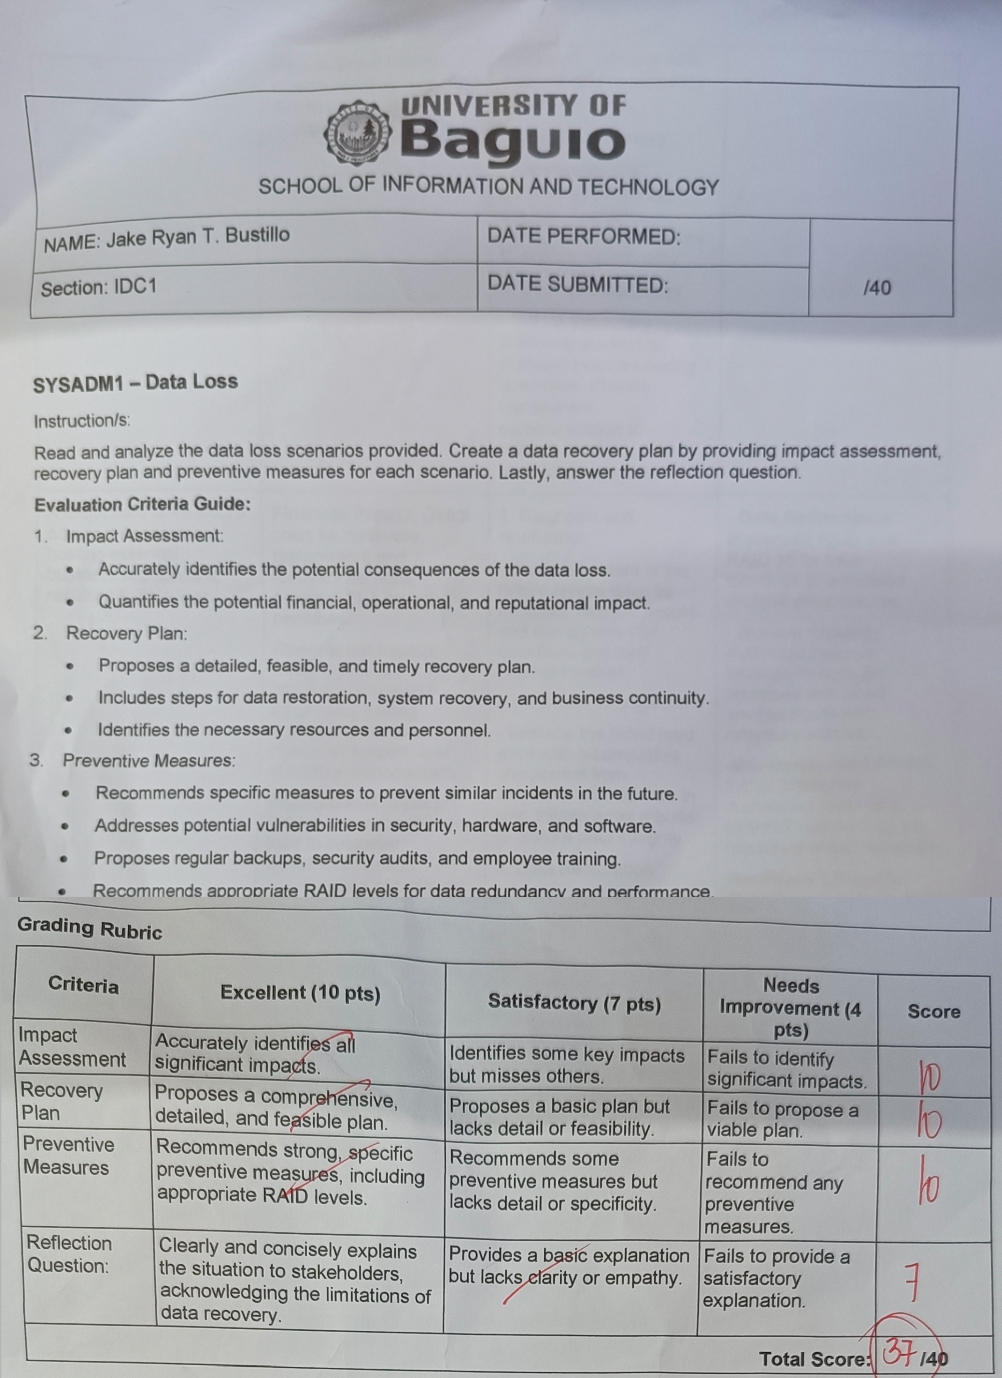 UNIVERSITY OF
Baguio
SCHOOL OF INFORMATION AND TECHNOLOGY
NAME: Jake Ryan T. Bustillo
DATE PERFORMED:
Section: IDC1
DATE SUBMITTED:
/40
SYSADM1 – Data Loss
Instruction/s:
Read and analyze the data loss scenarios provided. Create a data recovery plan by providing impact assessment,
recovery plan and preventive measures for each scenario. Lastly, answer the reflection question.
Evaluation Criteria Guide:
1. Impact Assessment:
• Accurately identifies the potential consequences of the data loss.
• Quantifies the potential financial, operational, and reputational impact.
2. Recovery Plan:
• Proposes a detailed, feasible, and timely recovery plan.
• Includes steps for data restoration, system recovery, and business continuity.
• Identifies the necessary resources and personnel.
3. Preventive Measures:
• Recommends specific measures to prevent similar incidents in the future.
• Addresses potential vulnerabilities in security, hardware, and software.
• Proposes regular backups, security audits, and employee training.
• Recommends appropriate RAID levels for data redundancy and performance.
Grading Rubric
Criteria
Excellent (10 pts)
Satisfactory (7 pts)
Needs
Improvement (4
pts)
Score
Impact
Assessment
Accurately identifies all
significant impacts.
Identifies some key impacts
but misses others.
Fails to identify
significant impacts.
10
Recovery
Plan
Proposes a comprehensive,
detailed, and feasible plan.
Proposes a basic plan but
lacks detail or feasibility.
Fails to propose a
viable plan.
10
Preventive
Measures
Recommends strong, specific
preventive measures, including
appropriate RAID levels.
Recommends some
preventive measures but
lacks detail or specificity.
Fails to
recommend any
preventive
measures.
10
Reflection
Question:
Clearly and concisely explains
the situation to stakeholders,
acknowledging the limitations of
data recovery.
Provides a basic explanation
but lacks clarity or empathy.
Fails to provide a
satisfactory
explanation.
7
Total Score: 37 /40